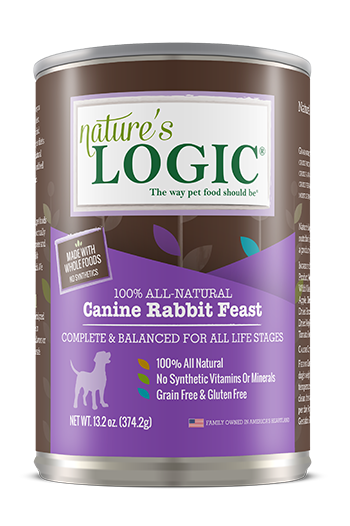 nature's
LOGIC®
The way pet food should be®
MADE WITH
WHOLE FOODS
NO SYNTHETICS
100% ALL-NATURAL
Canine Rabbit Feast
COMPLETE & BALANCED FOR ALL LIFE STAGES
100% All Natural
No Synthetic Vitamins Or Minerals
Grain Free & Gluten Free
NET WT. 13.2 oz. (374.2g)
FAMILY OWNED IN AMERICA'S HEARTLAND